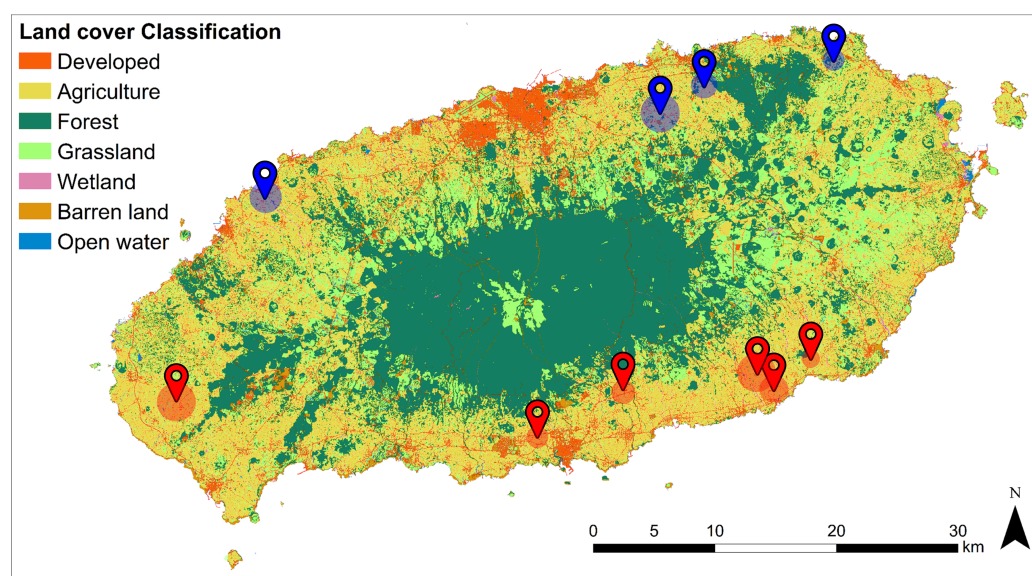 Land cover Classification
Developed
Agriculture
Forest
Grassland
Wetland
Barren land
Open water
N
0 5 10 20 30
km